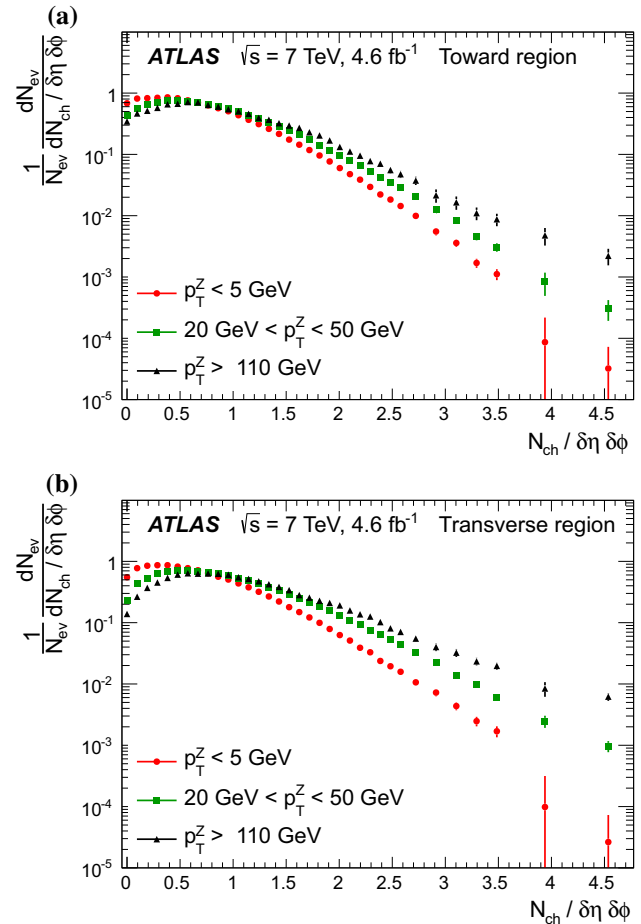 (a)
ATLAS √s = 7 TeV, 4.6 fb⁻¹ Toward region
1/N_ev dN_ev/dN_ch / δη δϕ
1
10⁻¹
10⁻²
10⁻³
10⁻⁴
10⁻⁵
p_T^Z < 5 GeV
20 GeV < p_T^Z < 50 GeV
p_T^Z > 110 GeV
0 0.5 1 1.5 2 2.5 3 3.5 4 4.5
N_ch / δη δϕ
(b)
ATLAS √s = 7 TeV, 4.6 fb⁻¹ Transverse region
1/N_ev dN_ev/dN_ch / δη δϕ
1
10⁻¹
10⁻²
10⁻³
10⁻⁴
10⁻⁵
p_T^Z < 5 GeV
20 GeV < p_T^Z < 50 GeV
p_T^Z > 110 GeV
0 0.5 1 1.5 2 2.5 3 3.5 4 4.5
N_ch / δη δϕ